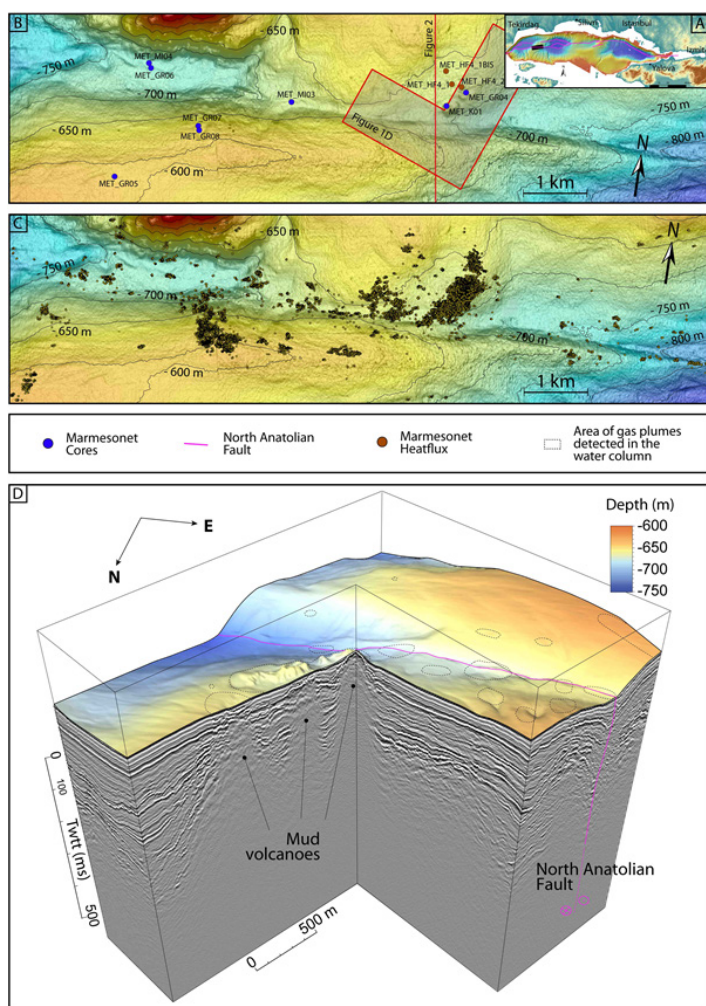 B
A
Tekirdag
Silivri
Istanbul
Izmit
Yalova
- 650 m
- 750 m
MET_MI04
MET_GR06
- 700 m
MET_MI03
MET_GR07
MET_GR08
- 650 m
MET_GR05
- 600 m
Figure 2
MET_HF4_1BIS
MET_HF4_1
MET_HF4_2
MET_GR04
MET_K01
Figure 1D
- 750 m
- 700 m
- 800 m
1 km
N
C
- 650 m
- 750 m
- 700 m
- 650 m
600 m
- 750 m
- 700 m
- 800 m
1 km
N
Marmesonet
Cores
North Anatolian
Fault
Marmesonet
Heatflux
Area of gas plumes
detected in the
water column
D
E
N
Depth (m)
-600
-650
-700
-750
0
100
500
Twtt (ms)
Mud
volcanoes
500 m
North Anatolian
Fault